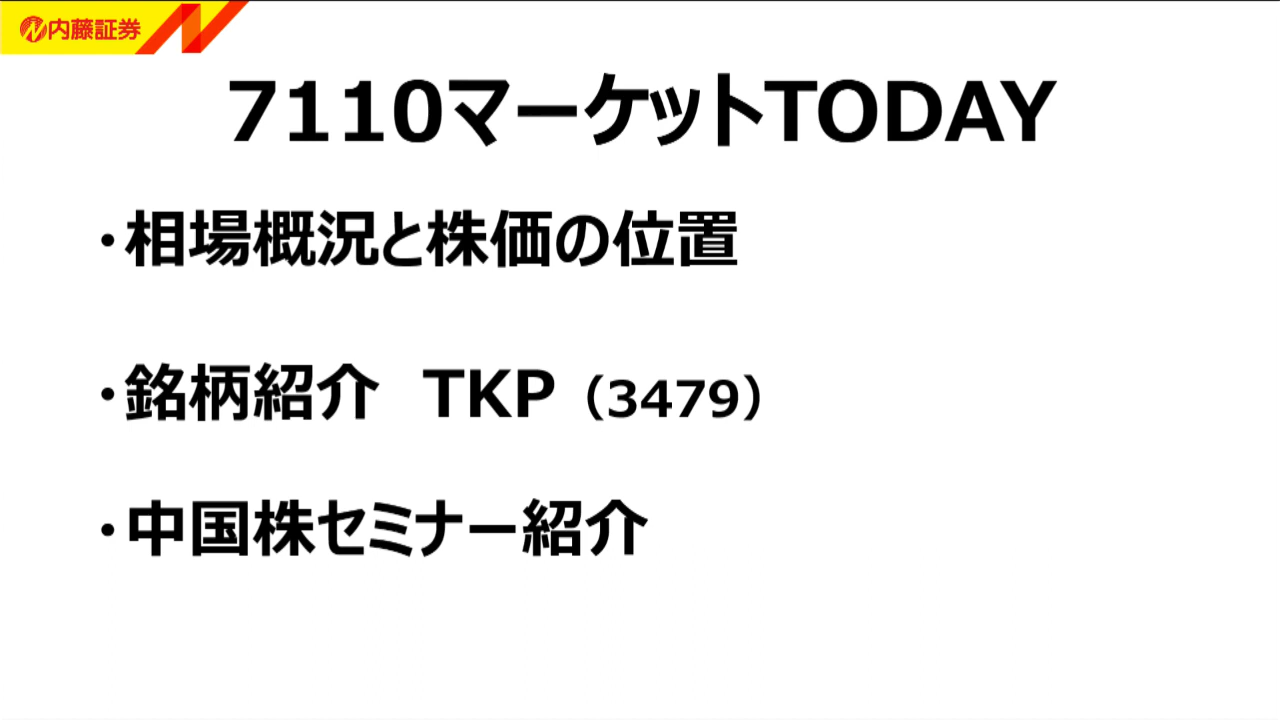 内藤証券
7110マーケットTODAY
・相場概況と株価の位置
・銘柄紹介　TKP（3479）
・中国株セミナー紹介